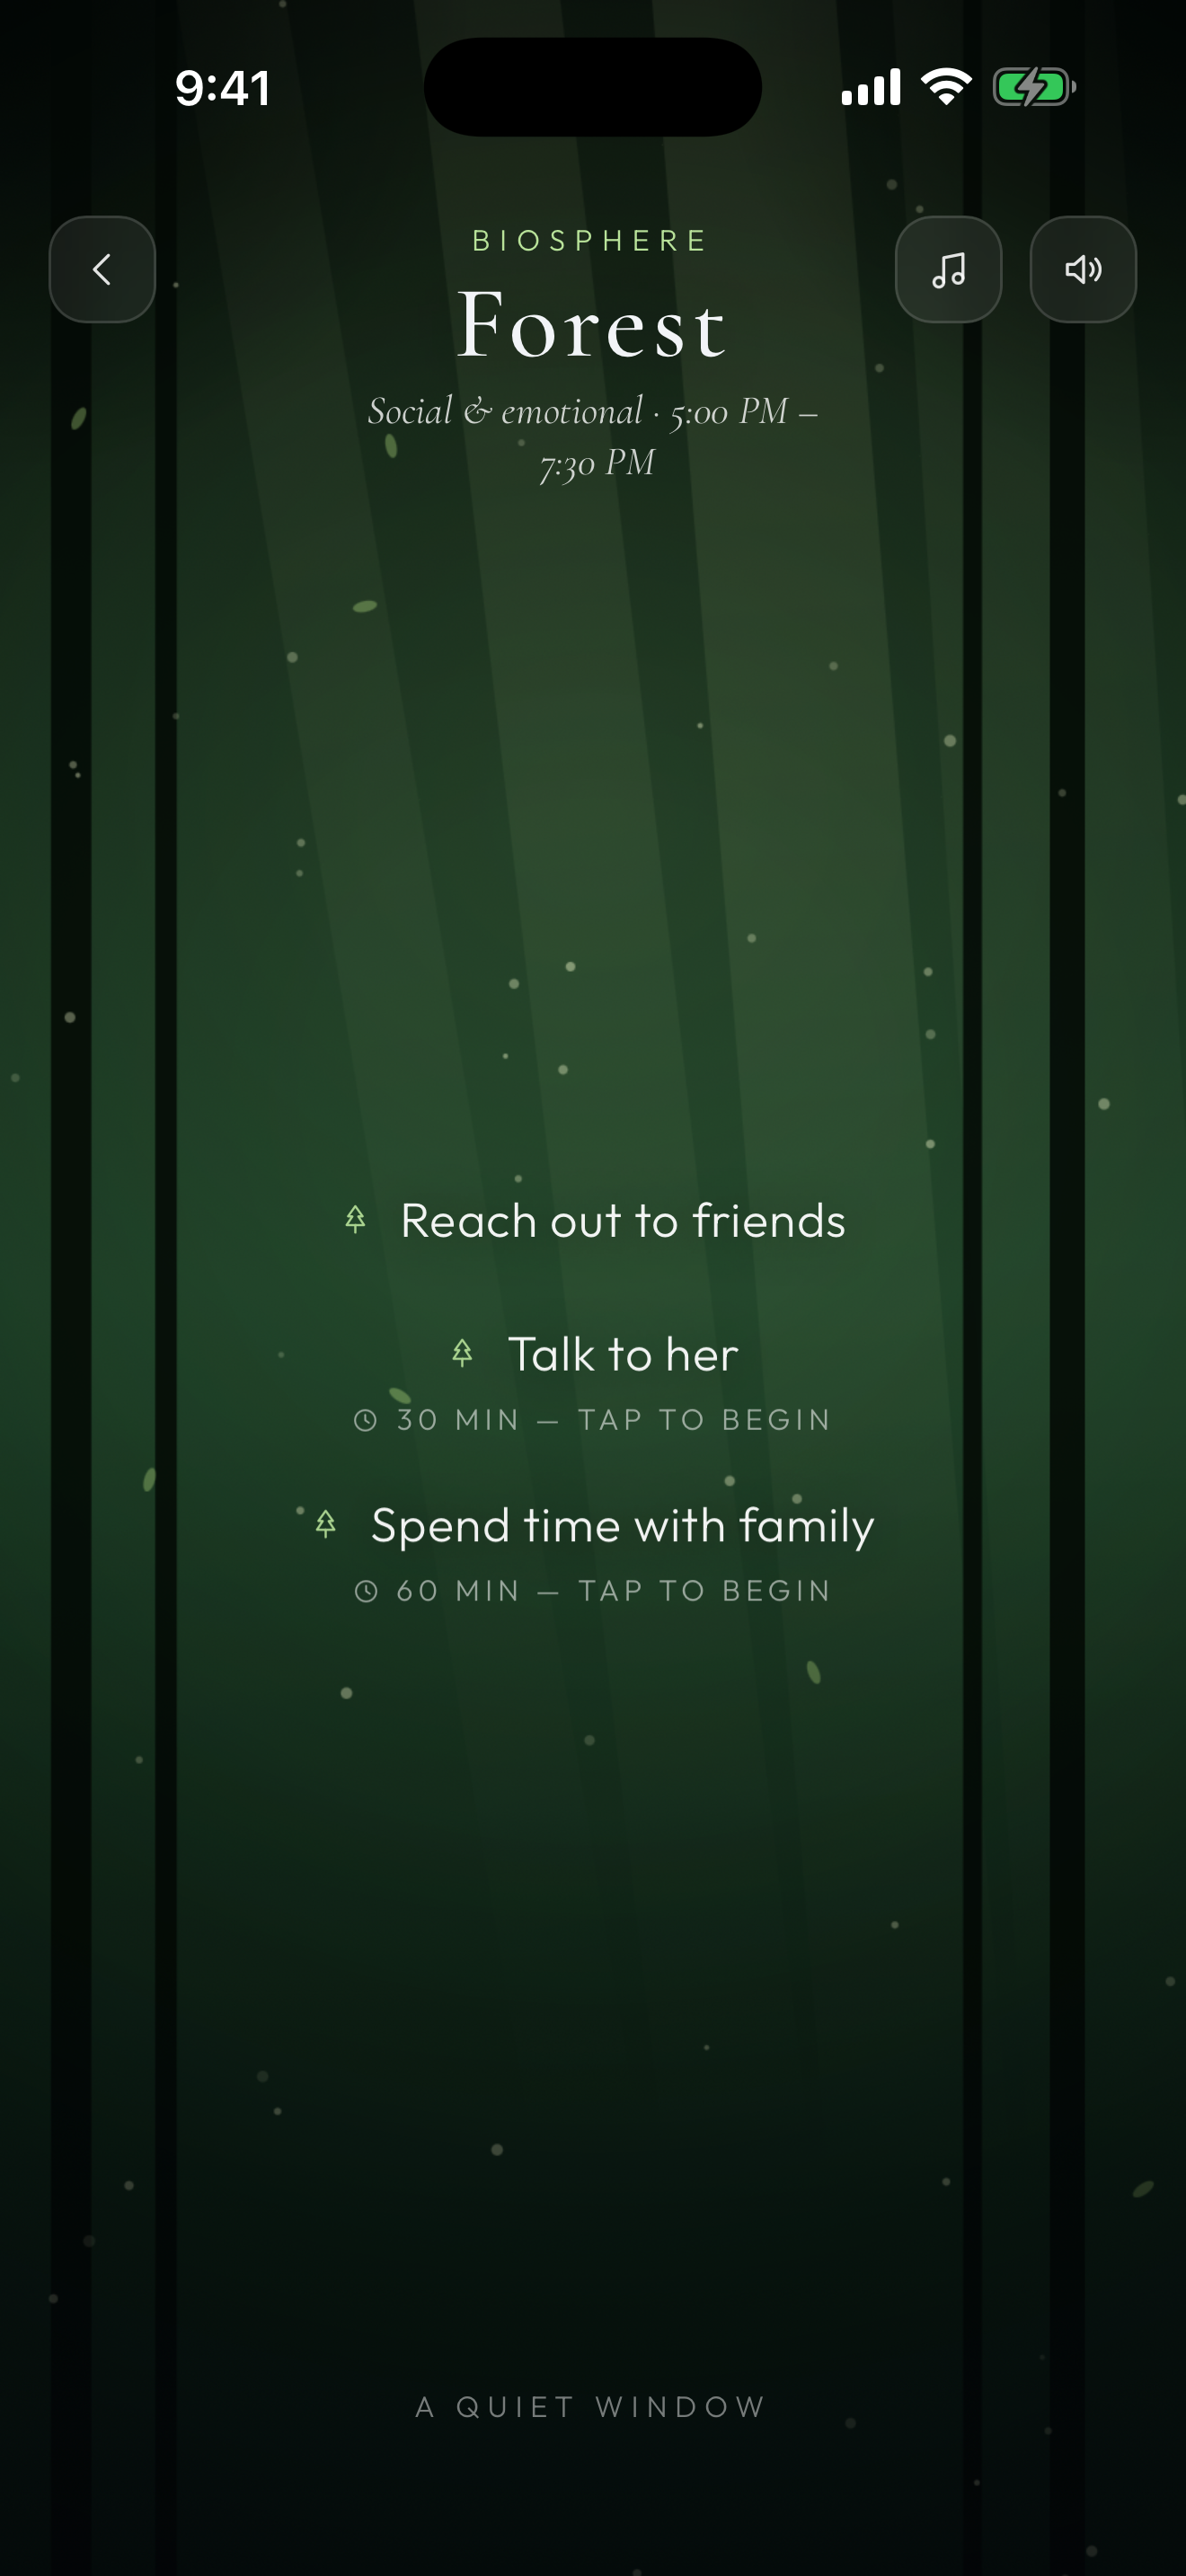 9:41
BIOSPHERE
Forest
Social & emotional · 5:00 PM –
7:30 PM
Reach out to friends
Talk to her
30 MIN — TAP TO BEGIN
Spend time with family
60 MIN — TAP TO BEGIN
A QUIET WINDOW